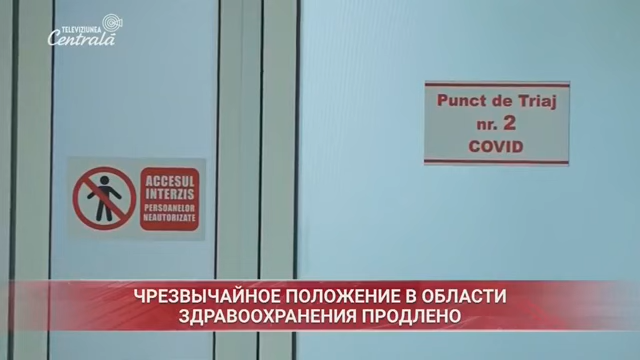 TELEVIZIUNEA
Centrală
Punct de Triaj
nr. 2
COVID
ACCESUL
INTERZIS
PERSOANELOR
NEAUTORIZATE
ЧРЕЗВЫЧАЙНОЕ ПОЛОЖЕНИЕ В ОБЛАСТИ
ЗДРАВООХРАНЕНИЯ ПРОДЛЕНО